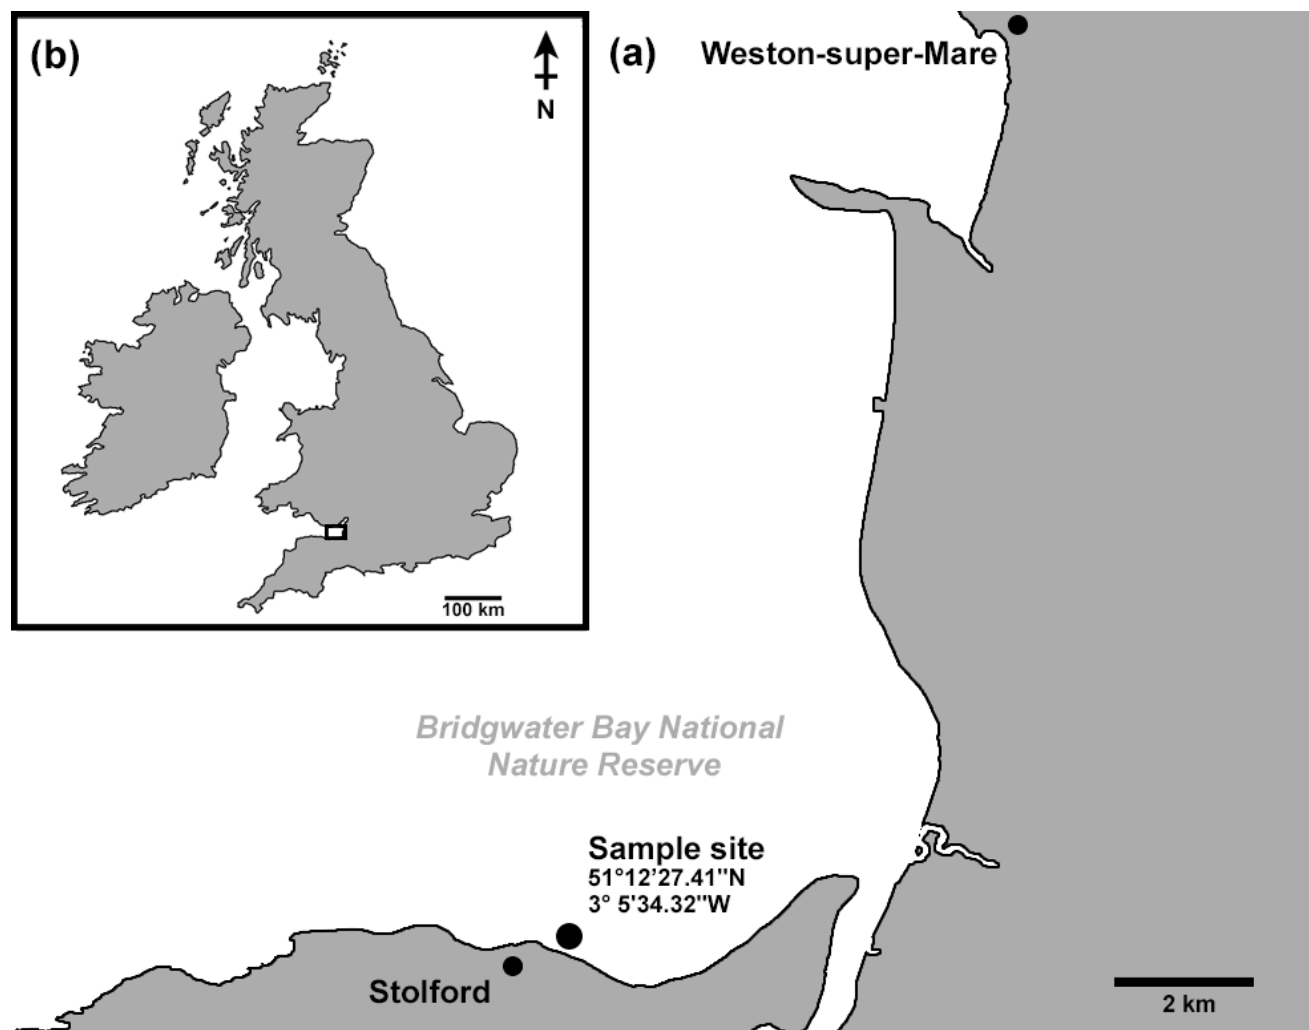 (b)
N
100 km
(a)
Weston-super-Mare
Bridgwater Bay National
Nature Reserve
Sample site
51°12'27.41"N
3° 5'34.32"W
Stolford
2 km